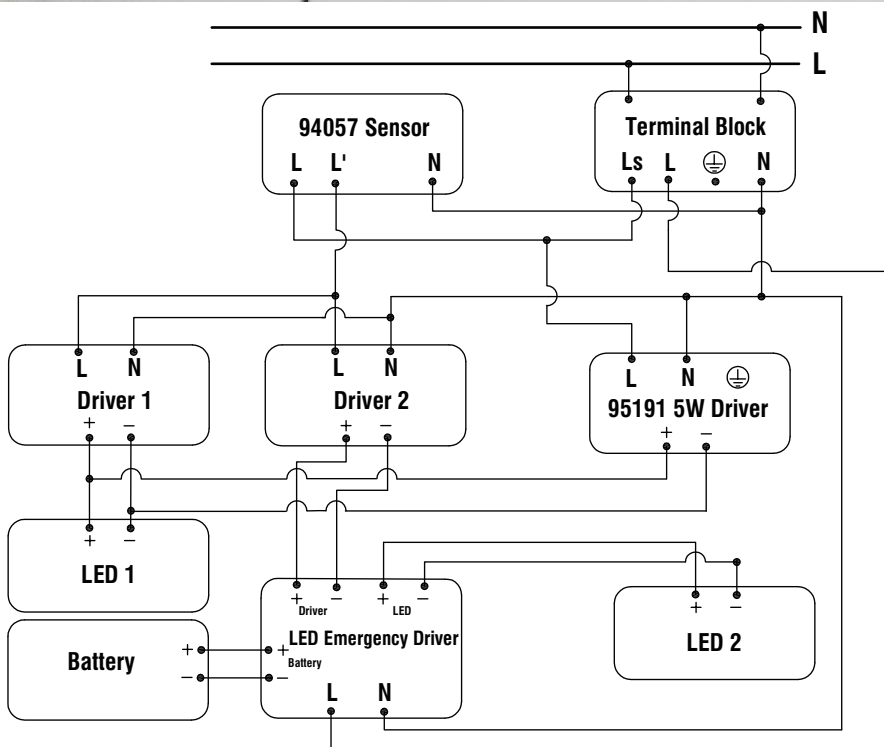 N
L
94057 Sensor
L L' N
Terminal Block
Ls L N
L N
Driver 1
+ −
L N
Driver 2
+ −
L N
95191 5W Driver
+ −
+ −
LED 1
+ − + −
Driver LED
LED Emergency Driver
+ −
LED 2
Battery
+ +
Battery
− −
L N